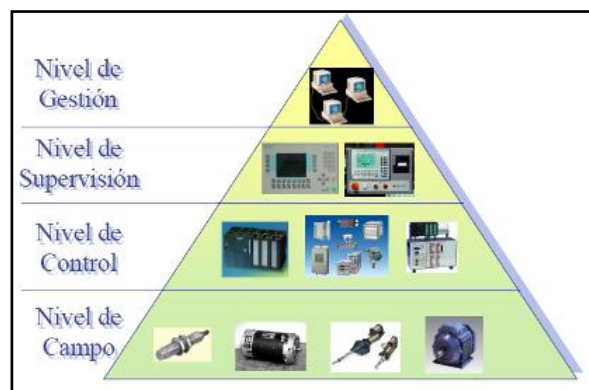 Nivel de
Gestión
Nivel de
Supervisión
Nivel de
Control
Nivel de
Campo